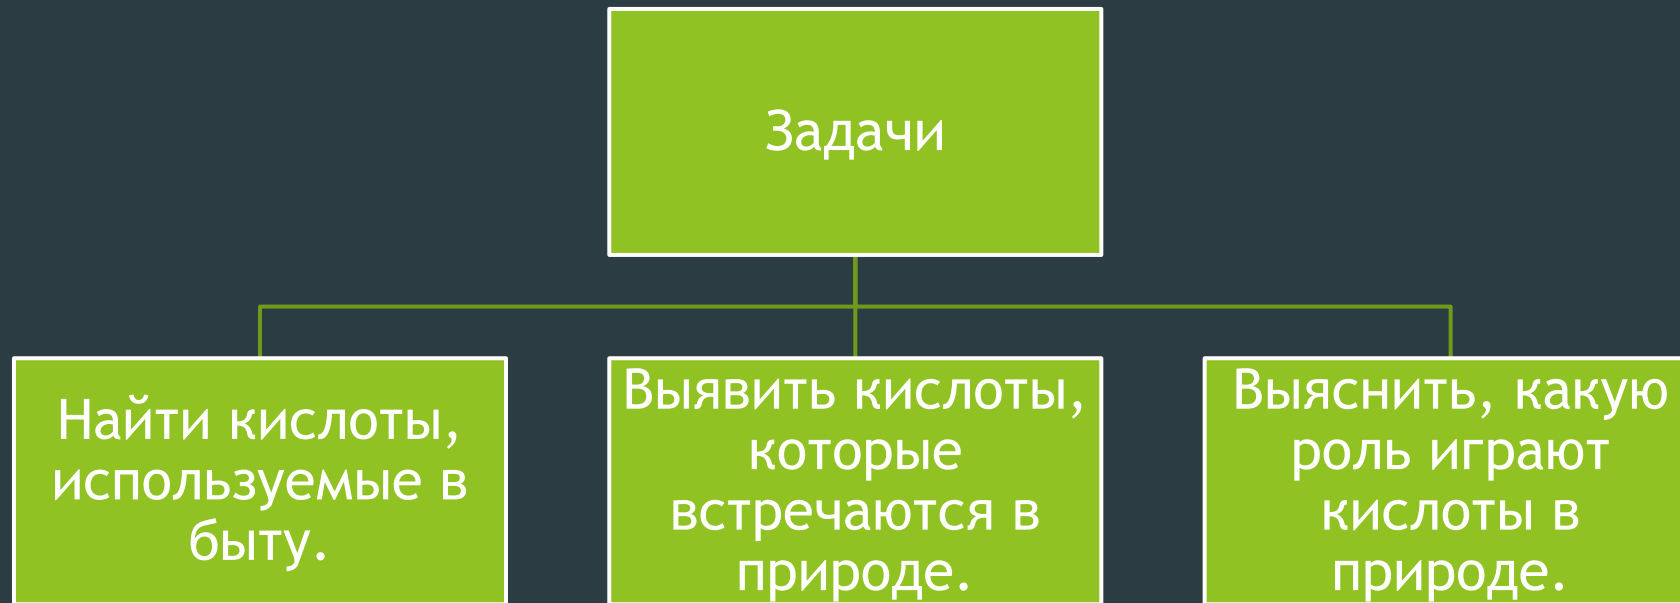 Задачи
Найти кислоты,
используемые в
быту.
Выявить кислоты,
которые
встречаются в
природе.
Выяснить, какую
роль играют
кислоты в
природе.